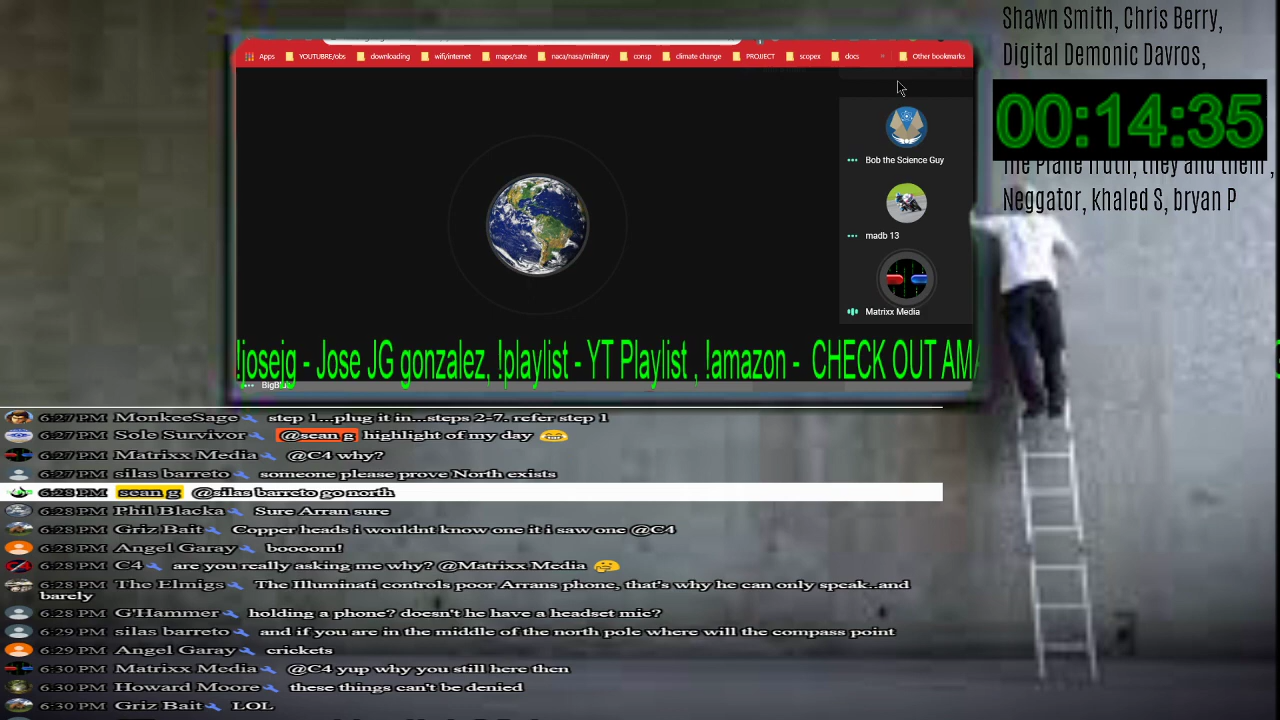 Shawn Smith, Chris Berry,
Digital Demonic Davros,
00:14:35
The Plane Truth, they and them ,
Neggator, khaled S, bryan P
Apps YOUTUBRE/obs downloading wifi/internet maps/sate naca/nasa/militrary consp climate change PROJECT scopex docs Other bookmarks
Bob the Science Guy
madb 13
Matrixx Media
!josejg - Jose JG gonzalez, !playlist - YT Playlist , !amazon - CHECK OUT AMA
6:27 PM MonkeeSage step 1...plug it in...steps 2-7. refer step 1
6:27 PM Sole Survivor @sean g highlight of my day 😂
6:27 PM Matrixx Media @C4 why?
6:27 PM silas barreto someone please prove North exists
6:28 PM sean g @silas barreto go north
6:28 PM Phil Blacka Sure Arran sure
6:28 PM Griz Bait Copper heads i wouldnt know one it i saw one @C4
6:28 PM Angel Garay boooom!
6:28 PM C4 are you really asking me why? @Matrixx Media
6:28 PM The Elmigs The Illuminati controls poor Arrans phone, that's why he can only speak..and
barely
6:28 PM G'Hammer holding a phone? doesn't he have a headset mic?
6:29 PM silas barreto and if you are in the middle of the north pole where will the compass point
6:29 PM Angel Garay crickets
6:30 PM Matrixx Media @C4 yup why you still here then
6:30 PM Howard Moore these things can't be denied
6:30 PM Griz Bait LOL